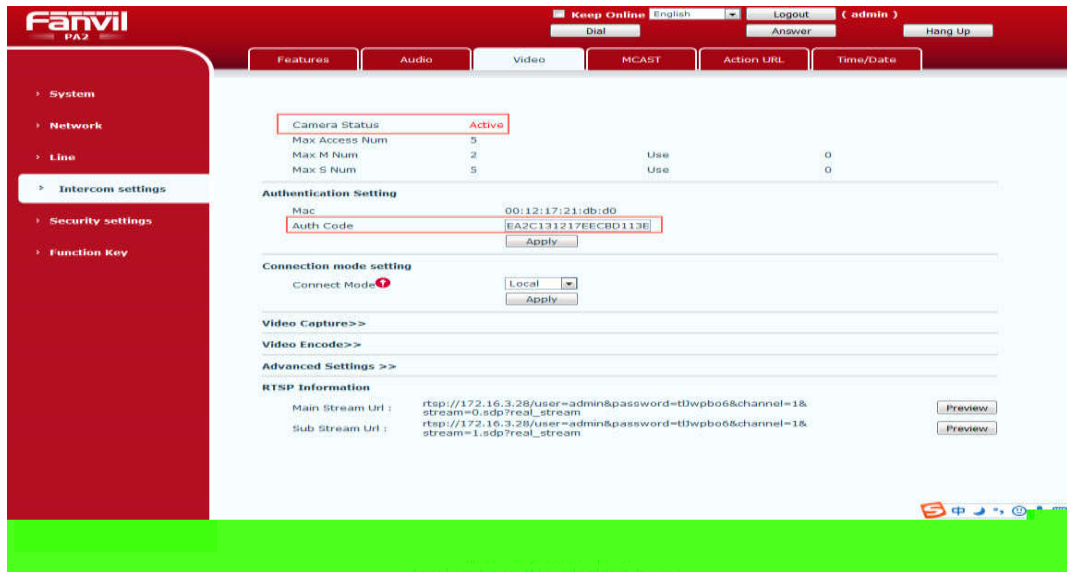 Fanvil
PA2
Keep Online English Logout ( admin )
Dial Answer Hang Up
Features Audio Video MCAST Action URL Time/Date
› System
› Network
› Line
› Intercom settings
› Security settings
› Function Key
Camera Status Active
Max Access Num 5
Max M Num 2 Use 0
Max S Num 5 Use 0
Authentication Setting
Mac 00:12:17:21:db:d0
Auth Code EA2C131217EECBD113E
Apply
Connection mode setting
Connect Mode Local
Apply
Video Capture>>
Video Encode>>
Advanced Settings >>
RTSP Information
Main Stream Url : rtsp://172.16.3.28/user=admin&password=tlJwpbo6&channel=1&
stream=0.sdp?real_stream Preview
Sub Stream Url : rtsp://172.16.3.28/user=admin&password=tlJwpbo6&channel=1&
stream=1.sdp?real_stream Preview
S 中